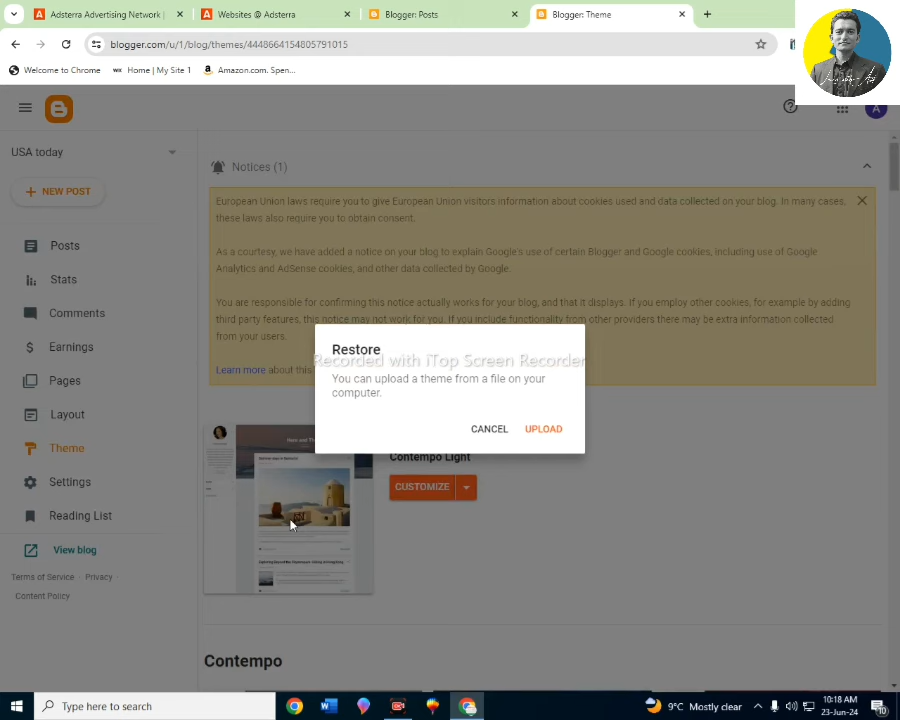 Adsterra Advertising Network |
Websites @ Adsterra
Blogger: Posts
Blogger: Theme
blogger.com/u/1/blog/themes/4448664154805791015
Welcome to Chrome
Home | My Site 1
Amazon.com. Spen...
USA today
NEW POST
Posts
Stats
Comments
Earnings
Pages
Layout
Theme
Settings
Reading List
View blog
Terms of Service · Privacy ·
Content Policy
Notices (1)
European Union laws require you to give European Union visitors information about cookies used and data collected on your blog. In many cases,
these laws also require you to obtain consent.
As a courtesy, we have added a notice on your blog to explain Google's use of certain Blogger and Google cookies, including use of Google
Analytics and AdSense cookies, and other data collected by Google.
You are responsible for confirming this notice actually works for your blog, and that it displays. If you employ other cookies, for example by adding
third party features, this notice may not work for you. If you include functionality from other providers there may be extra information collected
from your users.
Learn more about this
Restore
Recorded with iTop Screen Recorder
You can upload a theme from a file on your
computer.
CANCEL
UPLOAD
Contempo Light
CUSTOMIZE
Contempo
Type here to search
9°C Mostly clear
10:18 AM
23-Jun-24
10